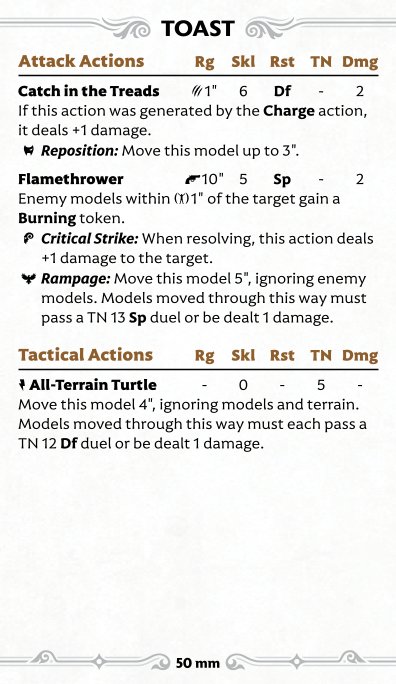 TOAST
Attack Actions Rg Skl Rst TN Dmg
Catch in the Treads 1" 6 Df - 2
If this action was generated by the Charge action,
it deals +1 damage.
Reposition: Move this model up to 3".
Flamethrower 10" 5 Sp - 2
Enemy models within 1" of the target gain a
Burning token.
Critical Strike: When resolving, this action deals
+1 damage to the target.
Rampage: Move this model 5", ignoring enemy
models. Models moved through this way must
pass a TN 13 Sp duel or be dealt 1 damage.
Tactical Actions Rg Skl Rst TN Dmg
All-Terrain Turtle - 0 - 5 -
Move this model 4", ignoring models and terrain.
Models moved through this way must each pass a
TN 12 Df duel or be dealt 1 damage.
50 mm